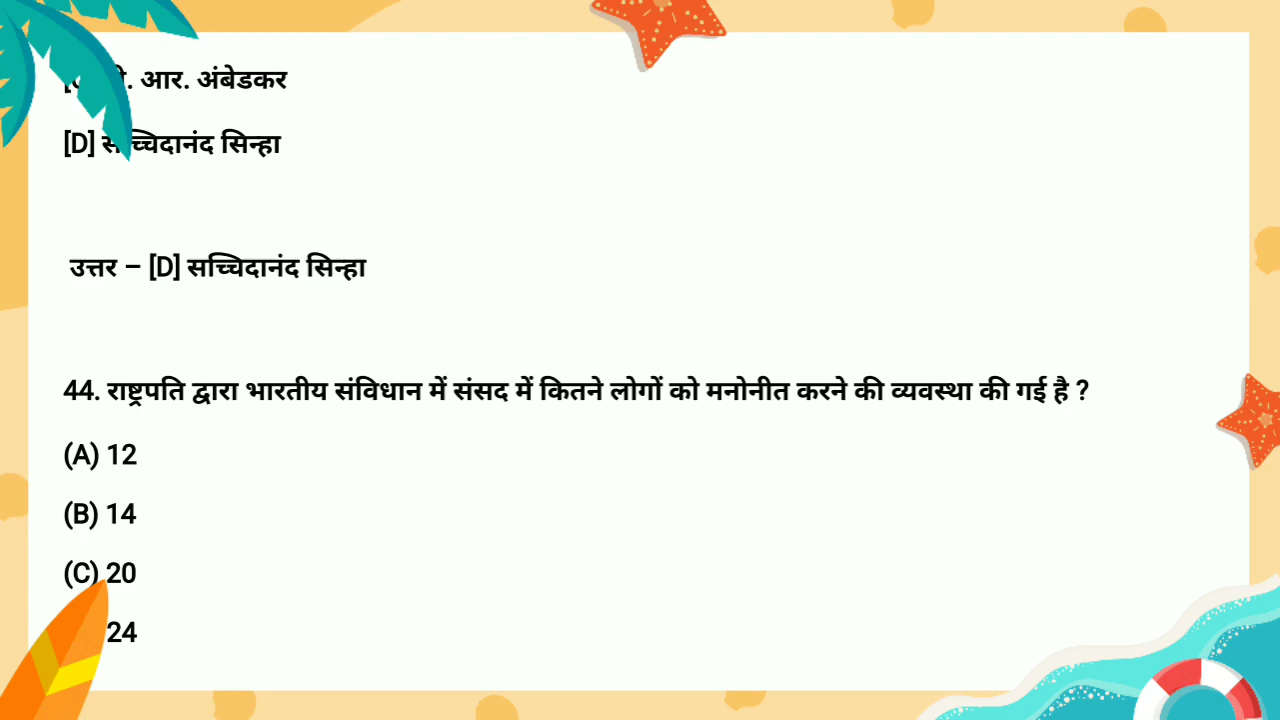 आर. अंबेडकर
[D] सच्चिदानंद सिन्हा
उत्तर – [D] सच्चिदानंद सिन्हा
44. राष्ट्रपति द्वारा भारतीय संविधान में संसद में कितने लोगों को मनोनीत करने की व्यवस्था की गई है ?
(A) 12
(B) 14
(C) 20
24